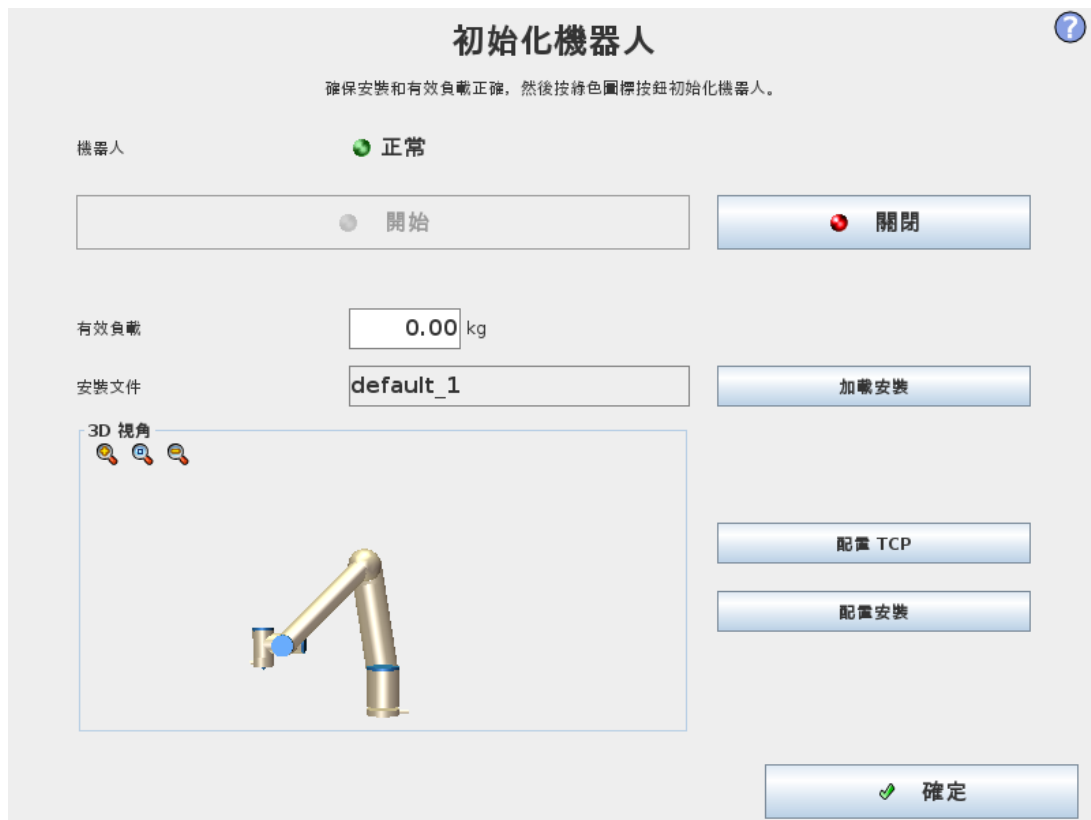 初始化機器人
?
確保安裝和有效負載正確，然後按綠色圖標按鈕初始化機器人。
機器人
正常
開始
關閉
有效負載
0.00 kg
安裝文件
default_1
加載安裝
3D 視角
配置 TCP
配置安裝
確定